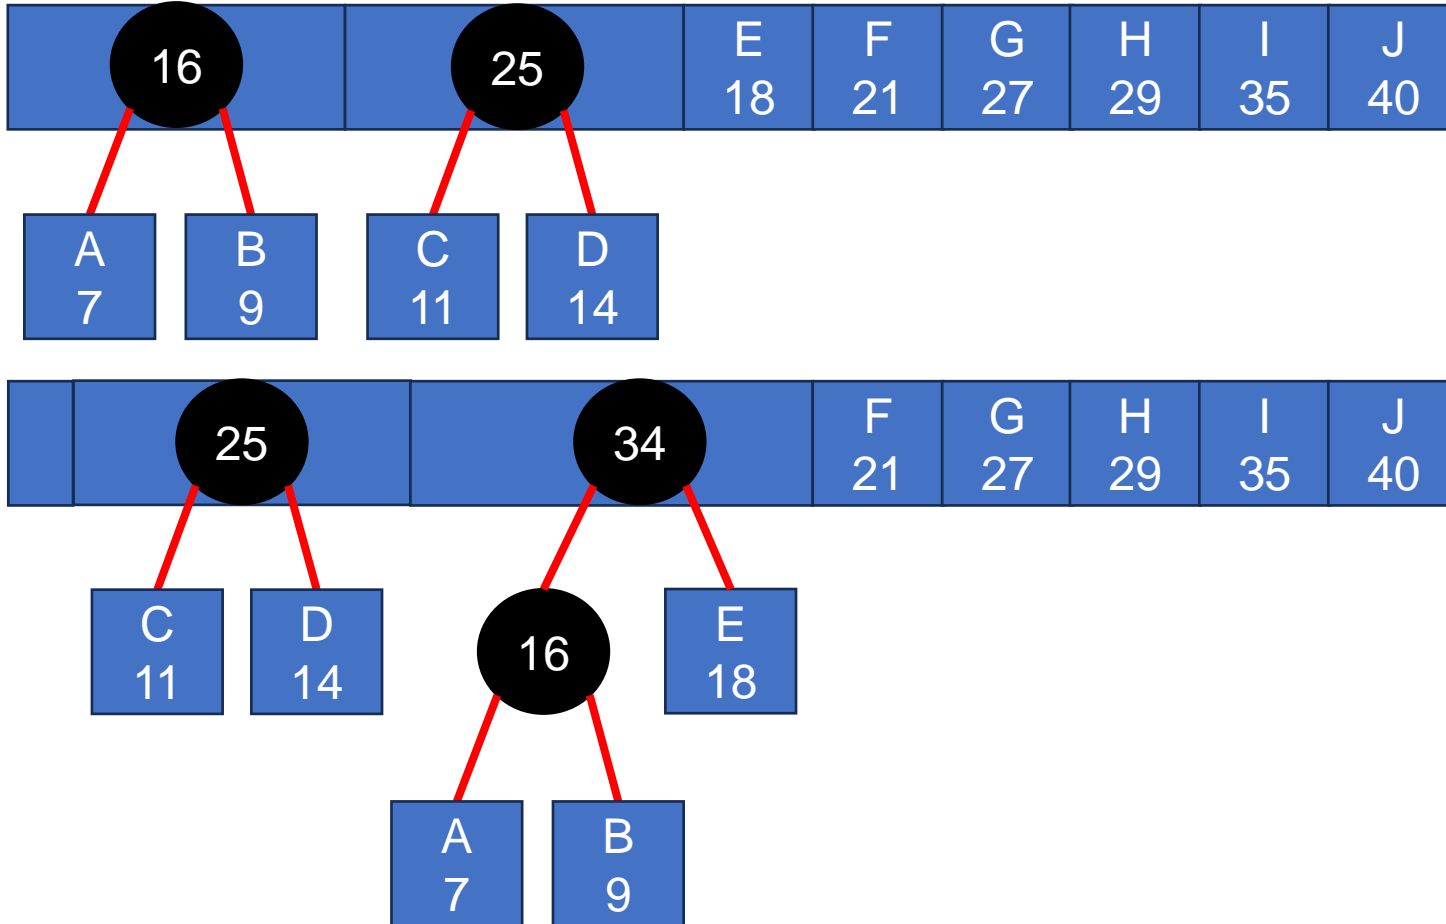 16 25 E F G H I J
18 21 27 29 35 40
A B C D
7 9 11 14
25 34 F G H I J
21 27 29 35 40
C D 16 E
11 14 18
A B
7 9